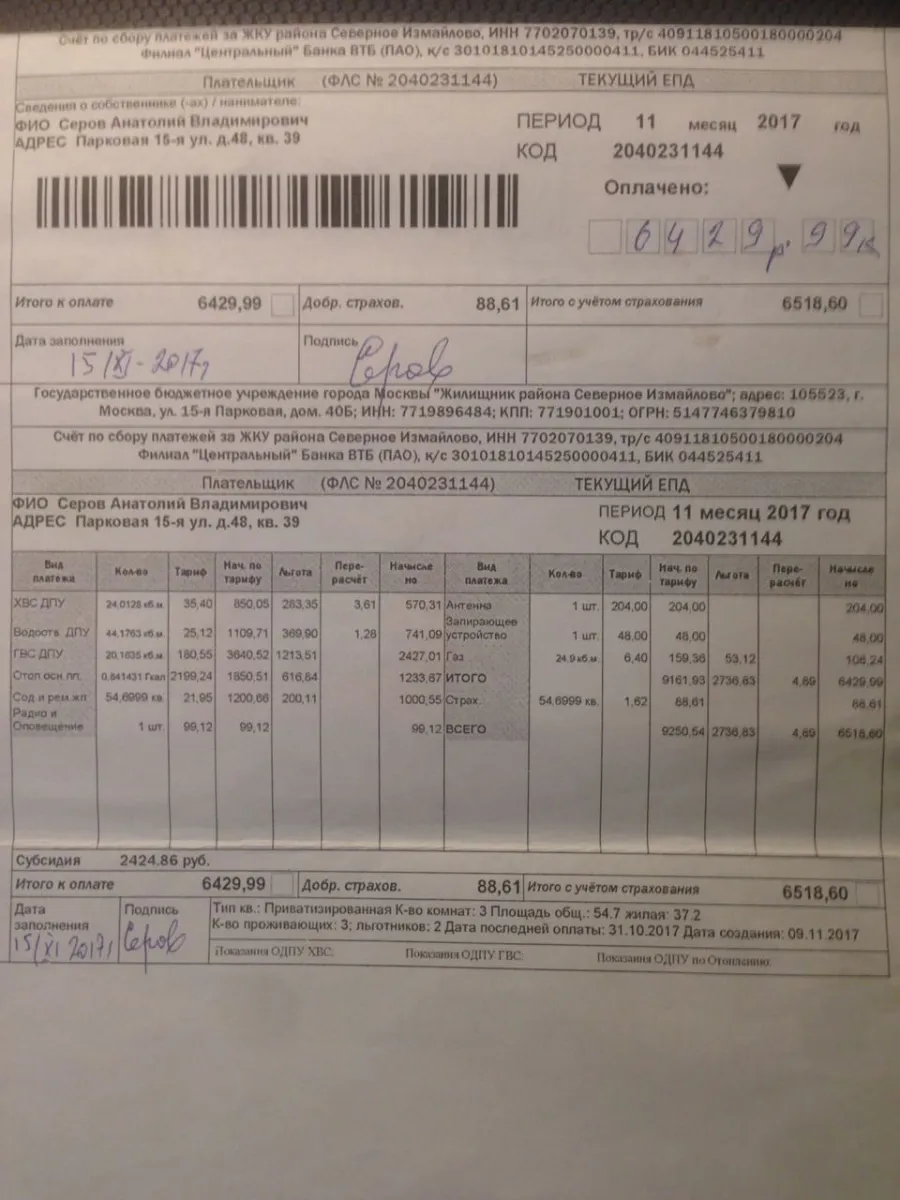 Счёт по сбору платежей за ЖКУ района Северное Измайлово, ИНН 7702070139, тр/с 40911810500180000204
Филиал "Центральный" Банка ВТБ (ПАО), к/с 30101810145250000411, БИК 044525411
Плательщик (ФЛС № 2040231144) ТЕКУЩИЙ ЕПД
Сведения о собственнике (-ах) / нанимателе:
ФИО Серов Анатолий Владимирович
АДРЕС Парковая 15-я ул. д.48, кв. 39
ПЕРИОД 11 месяц 2017 год
КОД 2040231144
Оплачено:
6429р. 99к
Итого к оплате 6429,99 Добр. страхов. 88,61 Итого с учётом страхования 6518,60
Дата заполнения Подпись
15/XI-2017г Серов
Государственное бюджетное учреждение города Москвы "Жилищник района Северное Измайлово"; адрес: 105523, г.
Москва, ул. 15-я Парковая, дом. 40Б; ИНН: 7719896484; КПП: 771901001; ОГРН: 5147746379810
Счёт по сбору платежей за ЖКУ района Северное Измайлово, ИНН 7702070139, тр/с 40911810500180000204
Филиал "Центральный" Банка ВТБ (ПАО), к/с 30101810145250000411, БИК 044525411
Плательщик (ФЛС № 2040231144) ТЕКУЩИЙ ЕПД
ФИО Серов Анатолий Владимирович
АДРЕС Парковая 15-я ул. д.48, кв. 39
ПЕРИОД 11 месяц 2017 год
КОД 2040231144
Вид платежа Кол-во Тариф Нач. по тарифу Льгота Пере-расчёт Начислено Вид платежа Кол-во Тариф Нач. по тарифу Льгота Пере-расчёт Начислено
ХВС ДПУ 24,0128 кб.м. 35,40 850,05 283,35 3,61 570,31 Антенна 1 шт. 204,00 204,00 204,00
Водоотв. ДПУ 44,1763 кб.м. 25,12 1109,71 369,90 1,28 741,09 Запирающее устройство 1 шт. 48,00 48,00 48,00
ГВС ДПУ 20,1635 кб.м. 180,55 3640,52 1213,51 2427,01 Газ 24.9 кб.м. 6,40 159,36 53,12 106,24
Отоп.осн.пл. 0,841431 Гкал 2199,24 1850,51 616,84 1233,67 ИТОГО 9161,93 2736,83 4,89 6429,99
Сод.и рем.жп 54,6999 кв. 21,95 1200,66 200,11 1000,55 Страх. 54,6999 кв. 1,62 88,61 88,61
Радио и Оповещение 1 шт. 99,12 99,12 99,12 ВСЕГО 9250,54 2736,83 4,89 6518,60
Субсидия 2424.86 руб.
Итого к оплате 6429,99 Добр. страхов. 88,61 Итого с учётом страхования 6518,60
Дата заполнения Подпись
15/XI 2017г Серов
Тип кв.: Приватизированная К-во комнат: 3 Площадь общ.: 54.7 жилая: 37.2
К-во проживающих: 3; льготников: 2 Дата последней оплаты: 31.10.2017 Дата создания: 09.11.2017
Показания ОДПУ ХВС: Показания ОДПУ ГВС: Показания ОДПУ по Отоплению: